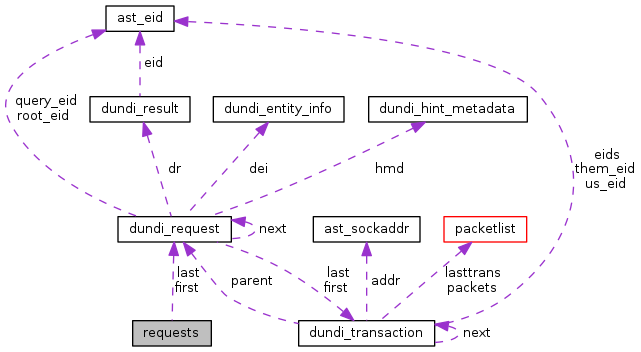 ast_eid
eid
query_eid
root_eid
dundi_result
dundi_entity_info
dundi_hint_metadata
eids
them_eid
us_eid
dr
dei
hmd
dundi_request
next
ast_sockaddr
packetlist
last
first
parent
last
first
addr
lasttrans
packets
requests
dundi_transaction
next